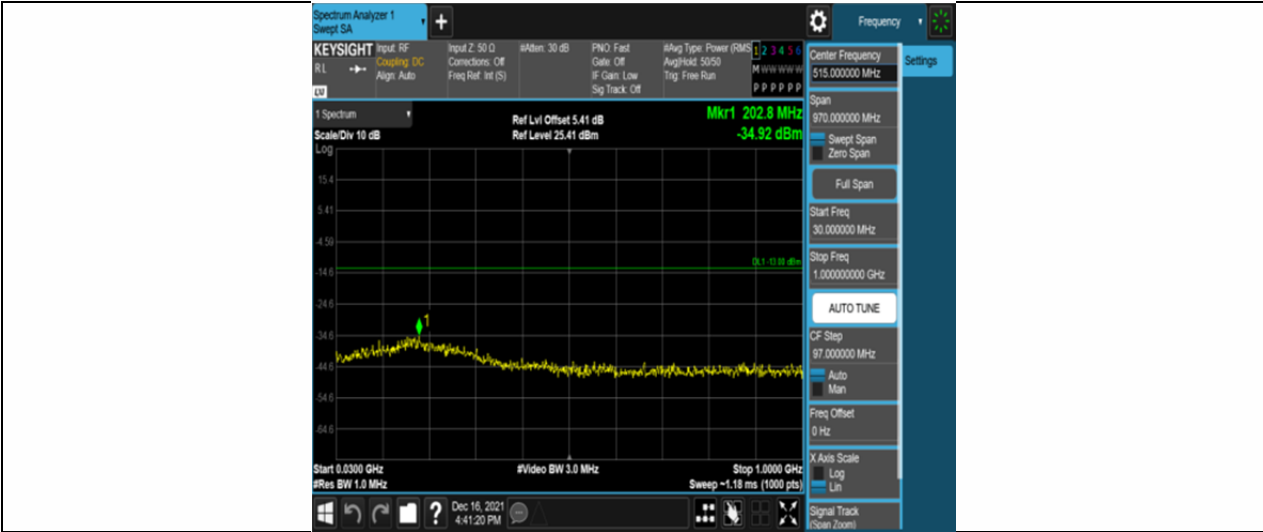 Spectrum Analyzer 1
Swept SA
+
Frequency
KEYSIGHT
Input: RF
Coupling: DC
Align: Auto
RL
LV
Input Z: 50 Ω
Corrections: Off
Freq Ref: Int (S)
#Atten: 30 dB
PNO: Fast
Gate: Off
IF Gain: Low
Sig Track: Off
#Avg Type: Power (RMS
Avg|Hold: 50/50
Trig: Free Run
1 2 3 4 5 6
M W W W W W
P P P P P P
1 Spectrum
Scale/Div 10 dB
Ref Lvl Offset 5.41 dB
Ref Level 25.41 dBm
Mkr1 202.8 MHz
-34.92 dBm
Log
15.4
5.41
-4.59
DL1 -13.00 dBm
-14.6
-24.6
1
-34.6
-44.6
-54.6
-64.6
Start 0.0300 GHz
#Res BW 1.0 MHz
#Video BW 3.0 MHz
Stop 1.0000 GHz
Sweep ~1.18 ms (1000 pts)
?
Dec 16, 2021
4:41:20 PM
Center Frequency
515.000000 MHz
Settings
Span
970.000000 MHz
Swept Span
Zero Span
Full Span
Start Freq
30.000000 MHz
Stop Freq
1.000000000 GHz
AUTO TUNE
CF Step
97.000000 MHz
Auto
Man
Freq Offset
0 Hz
X Axis Scale
Log
Lin
Signal Track
(Span Zoom)